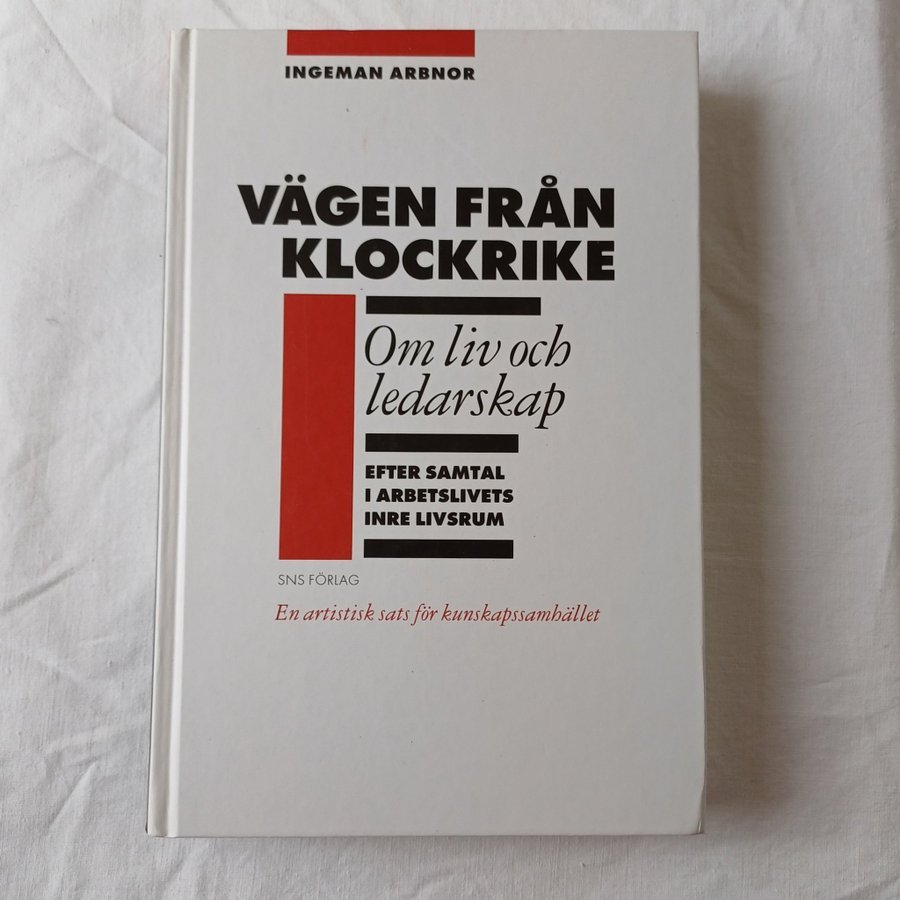 INGEMAN ARBNOR
VÄGEN FRÅN
KLOCKRIKE
Om liv och
ledarskap
EFTER SAMTAL
I ARBETSLIVETS
INRE LIVSRUM
SNS FÖRLAG
En artistisk sats för kunskapssamhället